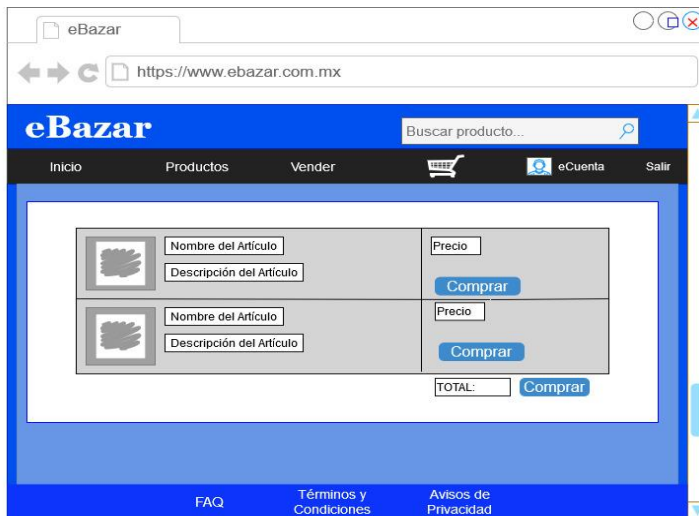 eBazar
https://www.ebazar.com.mx
eBazar
Buscar producto...
Inicio
Productos
Vender
eCuenta
Salir
Nombre del Artículo
Descripción del Artículo
Precio
Comprar
Nombre del Artículo
Descripción del Artículo
Precio
Comprar
TOTAL:
Comprar
FAQ
Términos y
Condiciones
Avisos de
Privacidad